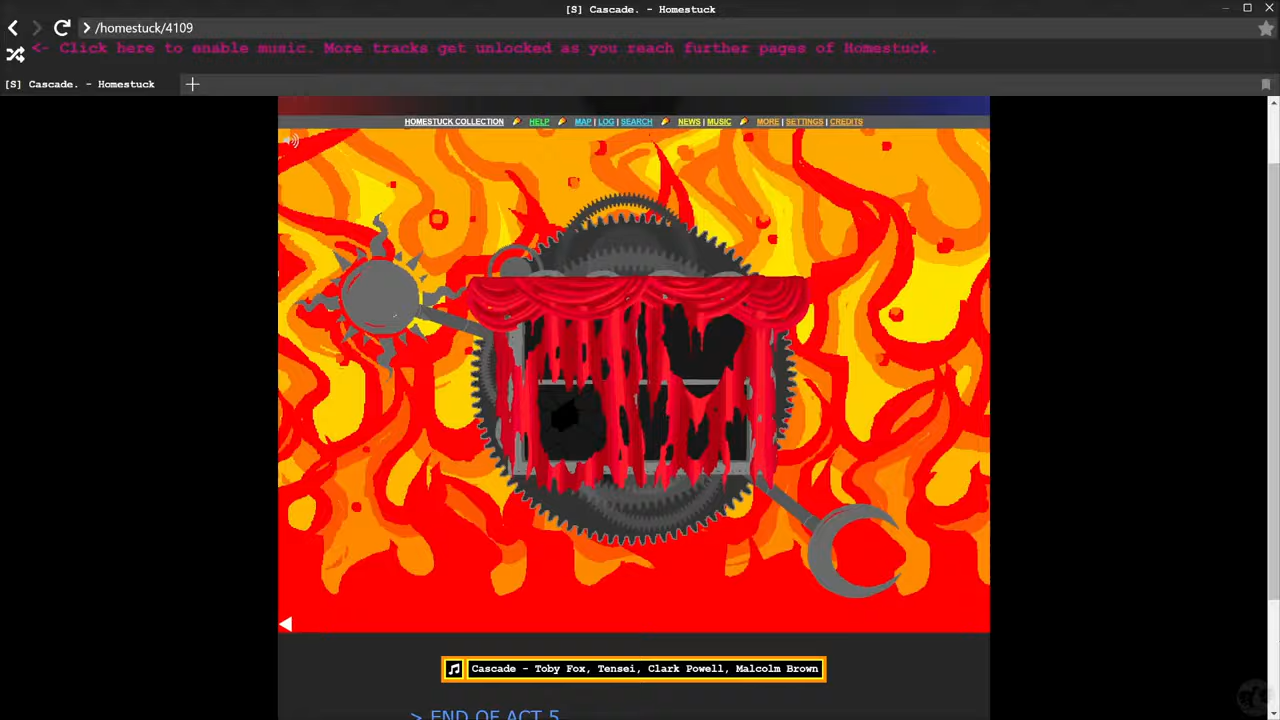 [S] Cascade. - Homestuck
/homestuck/4109
<- Click here to enable music. More tracks get unlocked as you reach further pages of Homestuck.
[S] Cascade. - Homestuck
HOMESTUCK COLLECTION HELP MAP | LOG | SEARCH NEWS | MUSIC MORE | SETTINGS | CREDITS
Cascade - Toby Fox, Tensei, Clark Powell, Malcolm Brown
> END OF ACT 5